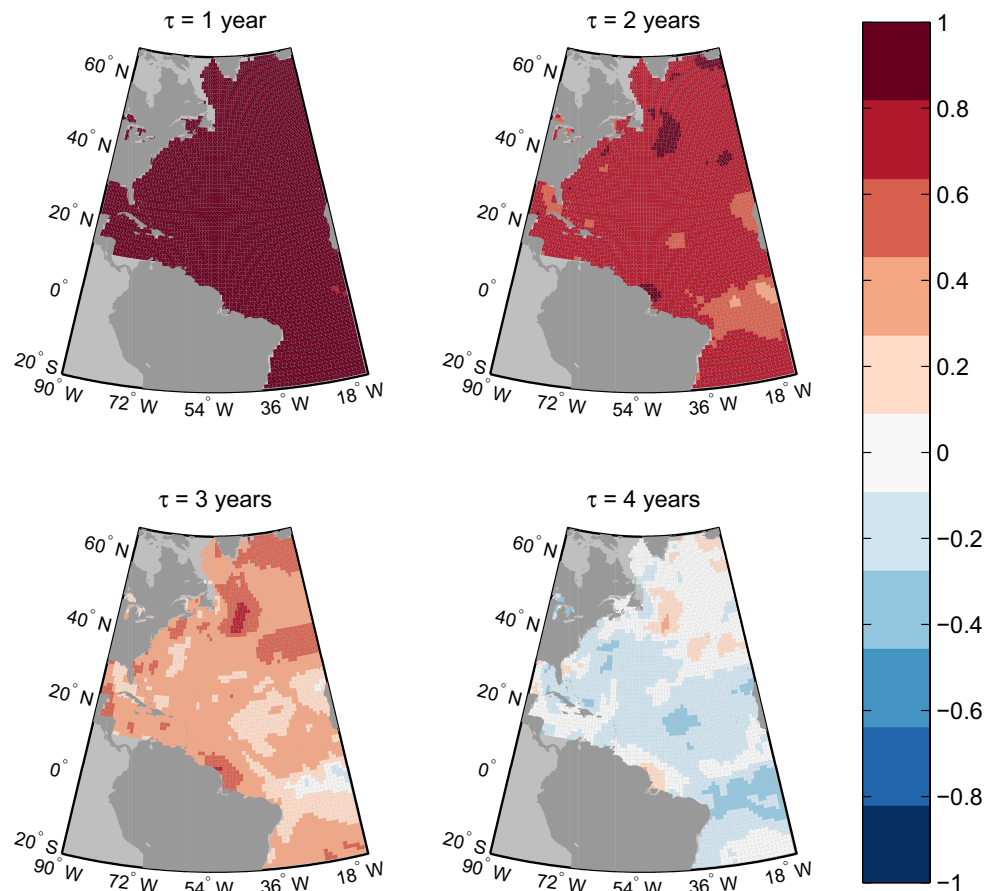 τ = 1 year
τ = 2 years
60° N
40° N
20° N
0°
20° S
90° W
72° W
54° W
36° W
18° W
60° N
40° N
20° N
0°
20° S
90° W
72° W
54° W
36° W
18° W
τ = 3 years
τ = 4 years
60° N
40° N
20° N
0°
20° S
90° W
72° W
54° W
36° W
18° W
60° N
40° N
20° N
0°
20° S
90° W
72° W
54° W
36° W
18° W
1
0.8
0.6
0.4
0.2
0
−0.2
−0.4
−0.6
−0.8
−1